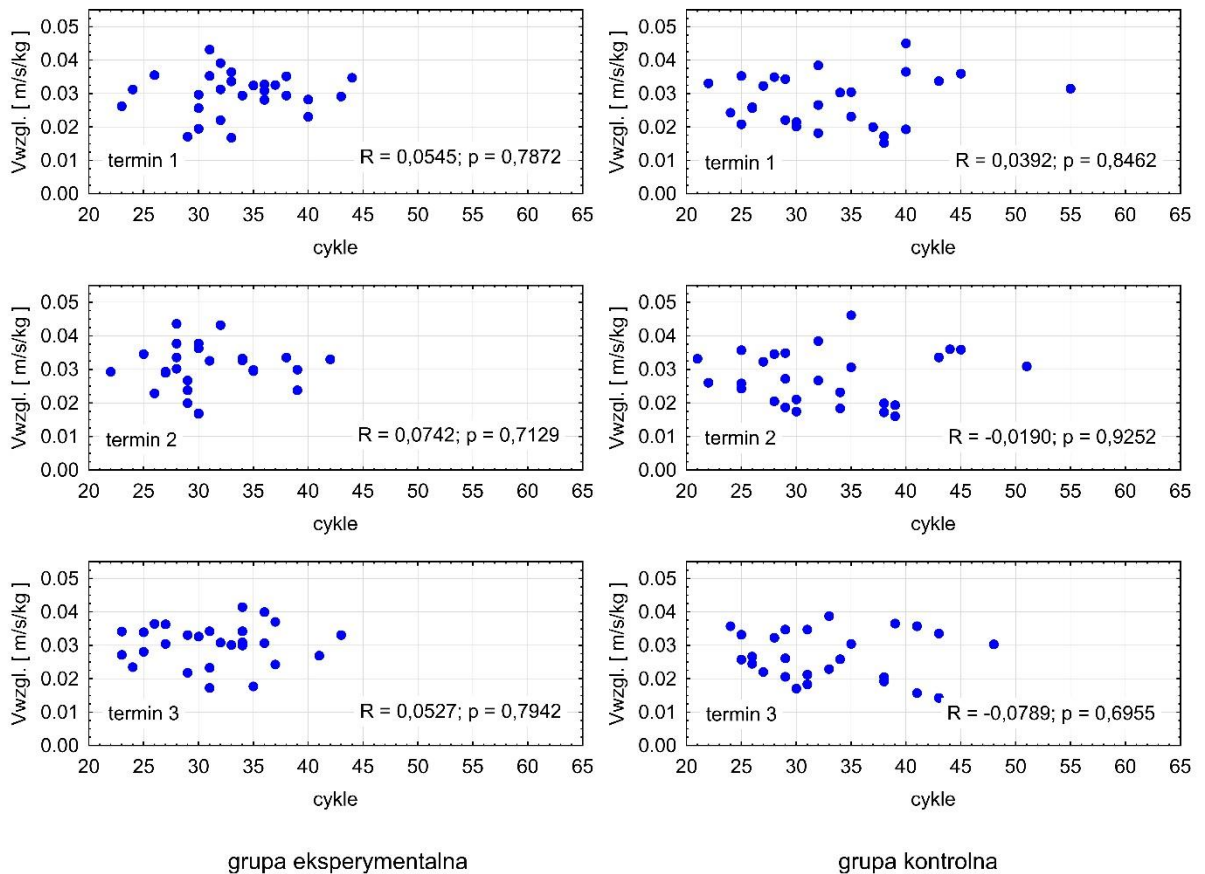 0.05
0.04
0.03
0.02
0.01
0.00
Vwzgl. [ m/s/kg ]
termin 1
R = 0,0545; p = 0,7872
20 25 30 35 40 45 50 55 60 65
cykle
0.05
0.04
0.03
0.02
0.01
0.00
Vwzgl. [ m/s/kg ]
termin 1
R = 0,0392; p = 0,8462
20 25 30 35 40 45 50 55 60 65
cykle
0.05
0.04
0.03
0.02
0.01
0.00
Vwzgl. [ m/s/kg ]
termin 2
R = 0,0742; p = 0,7129
20 25 30 35 40 45 50 55 60 65
cykle
0.05
0.04
0.03
0.02
0.01
0.00
Vwzgl. [ m/s/kg ]
termin 2
R = -0,0190; p = 0,9252
20 25 30 35 40 45 50 55 60 65
cykle
0.05
0.04
0.03
0.02
0.01
0.00
Vwzgl. [ m/s/kg ]
termin 3
R = 0,0527; p = 0,7942
20 25 30 35 40 45 50 55 60 65
cykle
0.05
0.04
0.03
0.02
0.01
0.00
Vwzgl. [ m/s/kg ]
termin 3
R = -0,0789; p = 0,6955
20 25 30 35 40 45 50 55 60 65
cykle
grupa eksperymentalna
grupa kontrolna